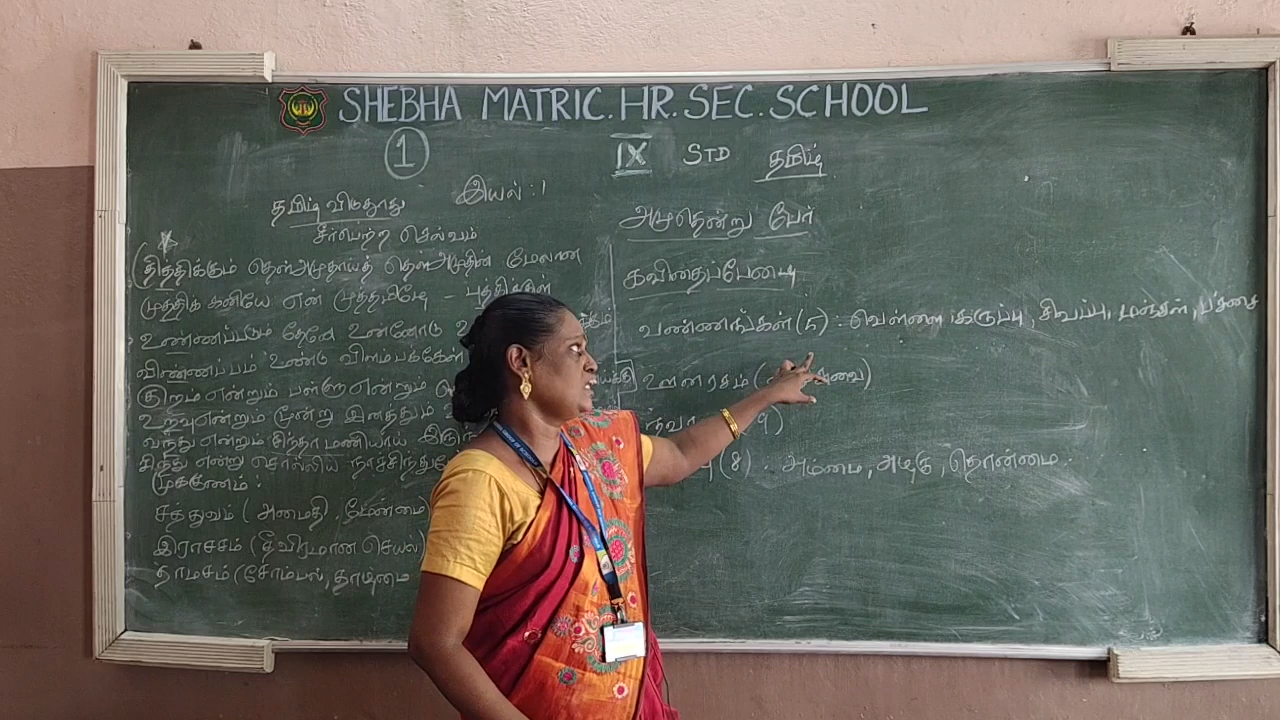 SHEBHA MATRIC.HR.SEC.SCHOOL
1
IX STD தமிழ்
இயல் : 1
தமிழ் விடுதூது
சீர்பெற்ற செல்வம்
(தித்திக்கும் தெள்அமுதாய்த் தெள்அமுதின் மேலான
முத்திக் கனியே என் முத்தமிழே – புத்திக்குள்
உண்ணப்படும் தேனே உன்னோடு
விண்ணப்பம் உண்டு விளம்பக்கேள்
குறம் என்றும் பள்ளு என்றும்
உறவு என்றும் மூன்று இனத்தும்
வந்து என்றும் சிந்தா மணியாய்
சிந்து என்று சொல்லிய
முக்குணம் :
சத்துவம் ( அமைதி , மேன்மை)
இராசசம் (தீவிரமான செயல்)
தாமசம் (சோம்பல், தாழ்மை
அமுதென்று பேர்
கவிதைப்பேழை
வண்ணங்கள் (5) : வெள்ளை கருப்பு , சிவப்பு, மஞ்சள் , பச்சை
ஊனரசம் (
(9)
(8) . அம்மை, அழகு , தொன்மை .